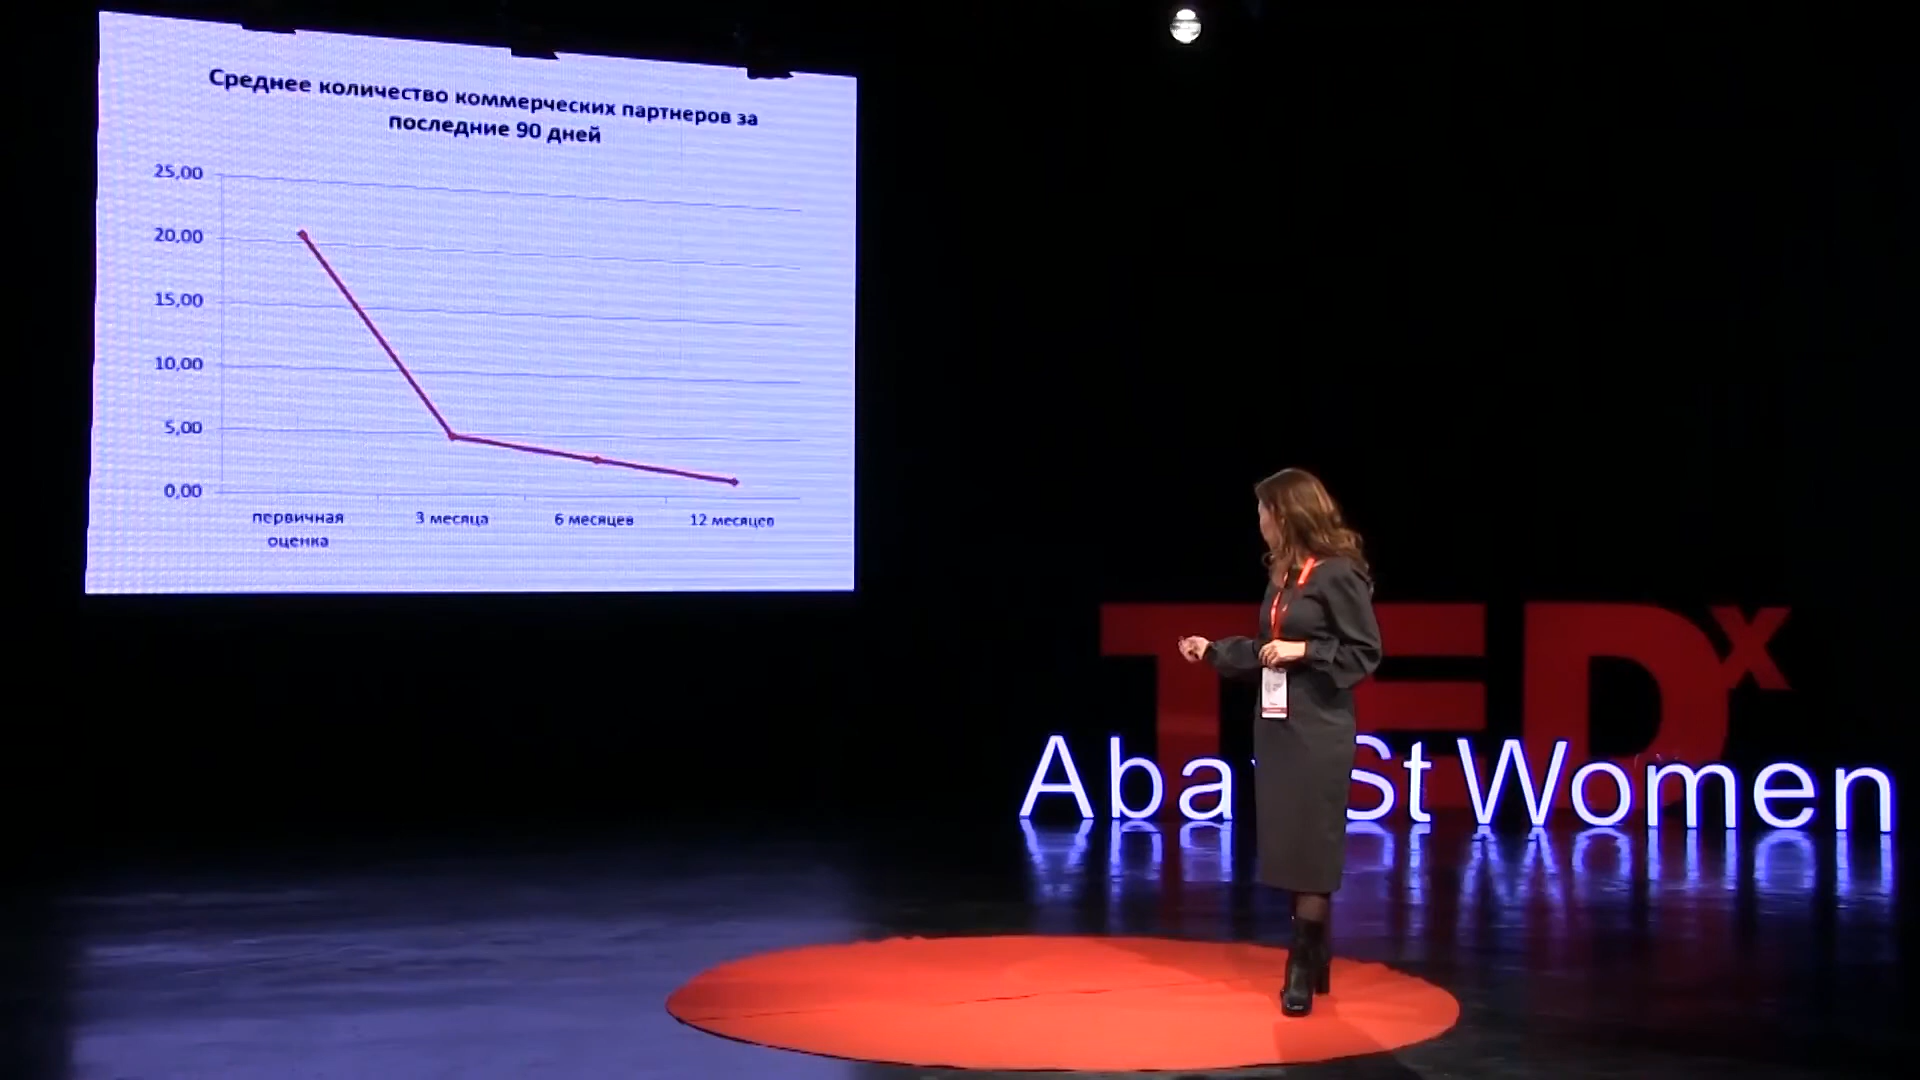 Среднее количество коммерческих партнеров за
последние 90 дней
25,00
20,00
15,00
10,00
5,00
0,00
первичная
оценка
3 месяца
6 месяцев
12 месяцев
TEDx
St Women